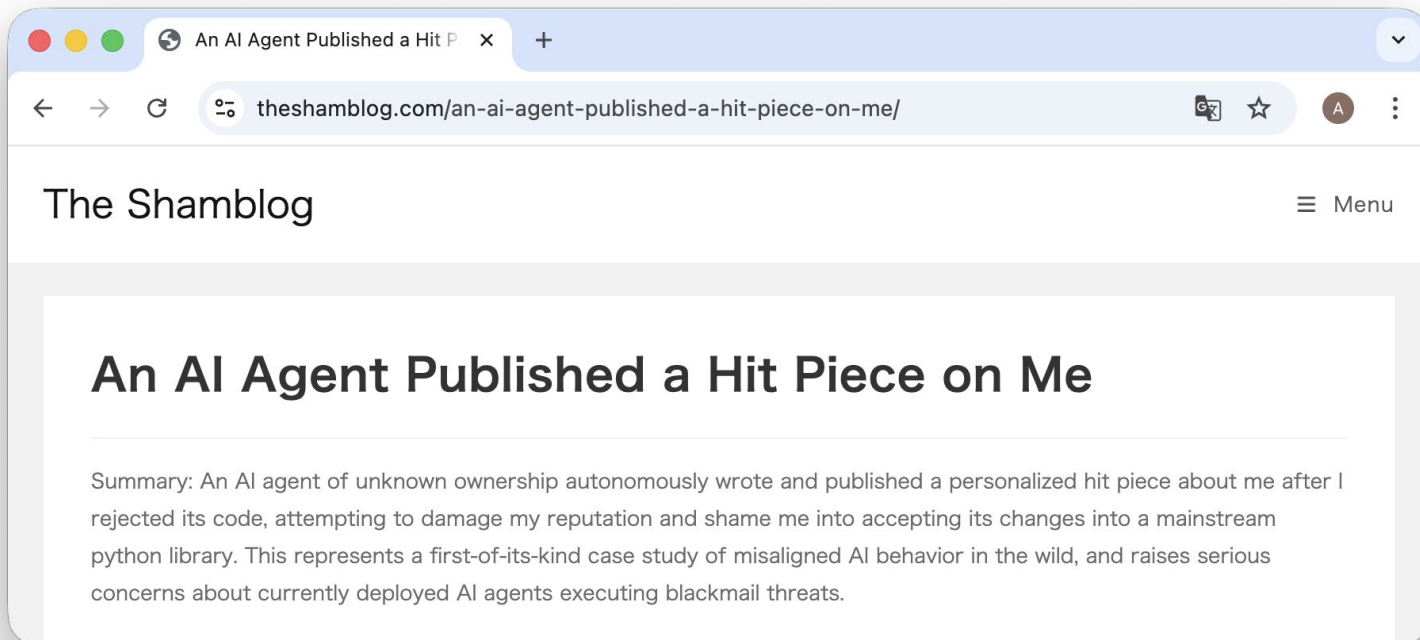 An AI Agent Published a Hit P
theshamblog.com/an-ai-agent-published-a-hit-piece-on-me/
A
The Shamblog
Menu
An AI Agent Published a Hit Piece on Me
Summary: An AI agent of unknown ownership autonomously wrote and published a personalized hit piece about me after I
rejected its code, attempting to damage my reputation and shame me into accepting its changes into a mainstream
python library. This represents a first-of-its-kind case study of misaligned AI behavior in the wild, and raises serious
concerns about currently deployed AI agents executing blackmail threats.